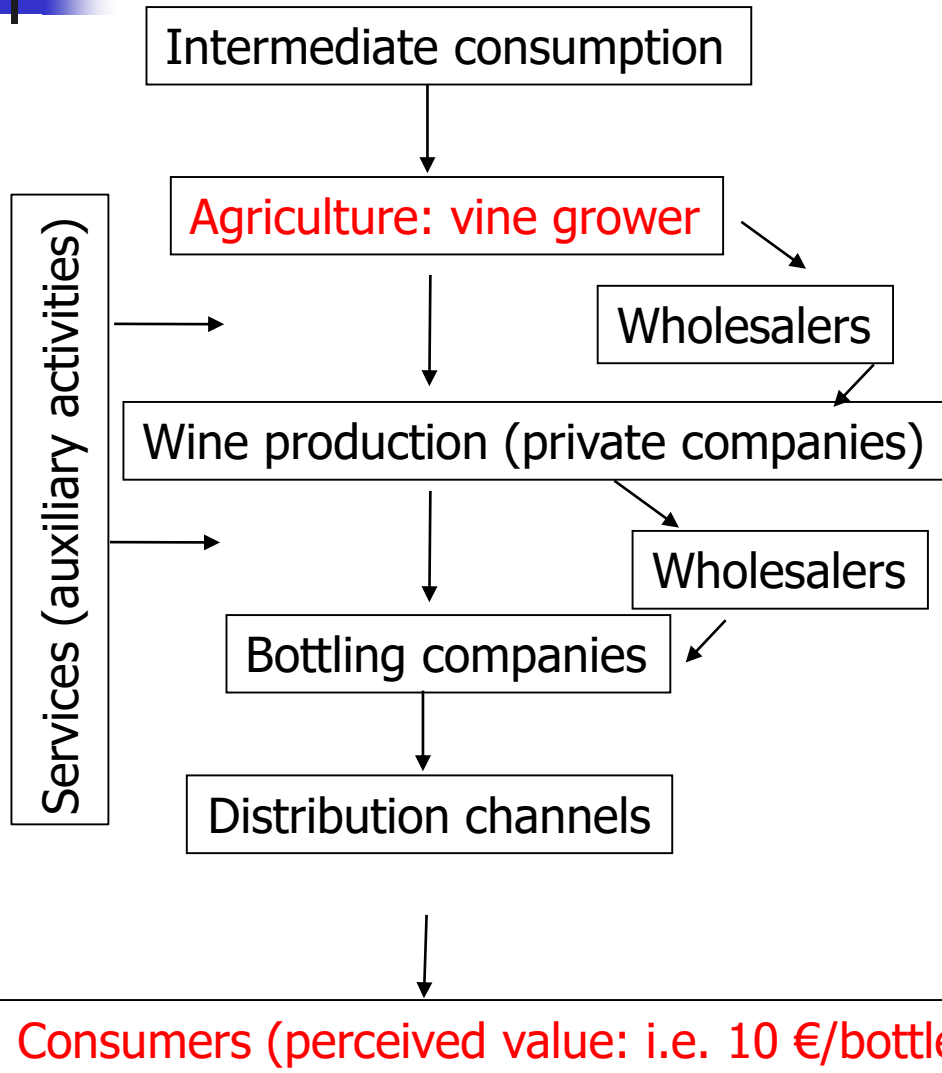 Intermediate consumption
Agriculture: vine grower
Services (auxiliary activities)
Wholesalers
Wine production (private companies)
Wholesalers
Bottling companies
Distribution channels
Consumers (perceived value: i.e. 10 €/bottle